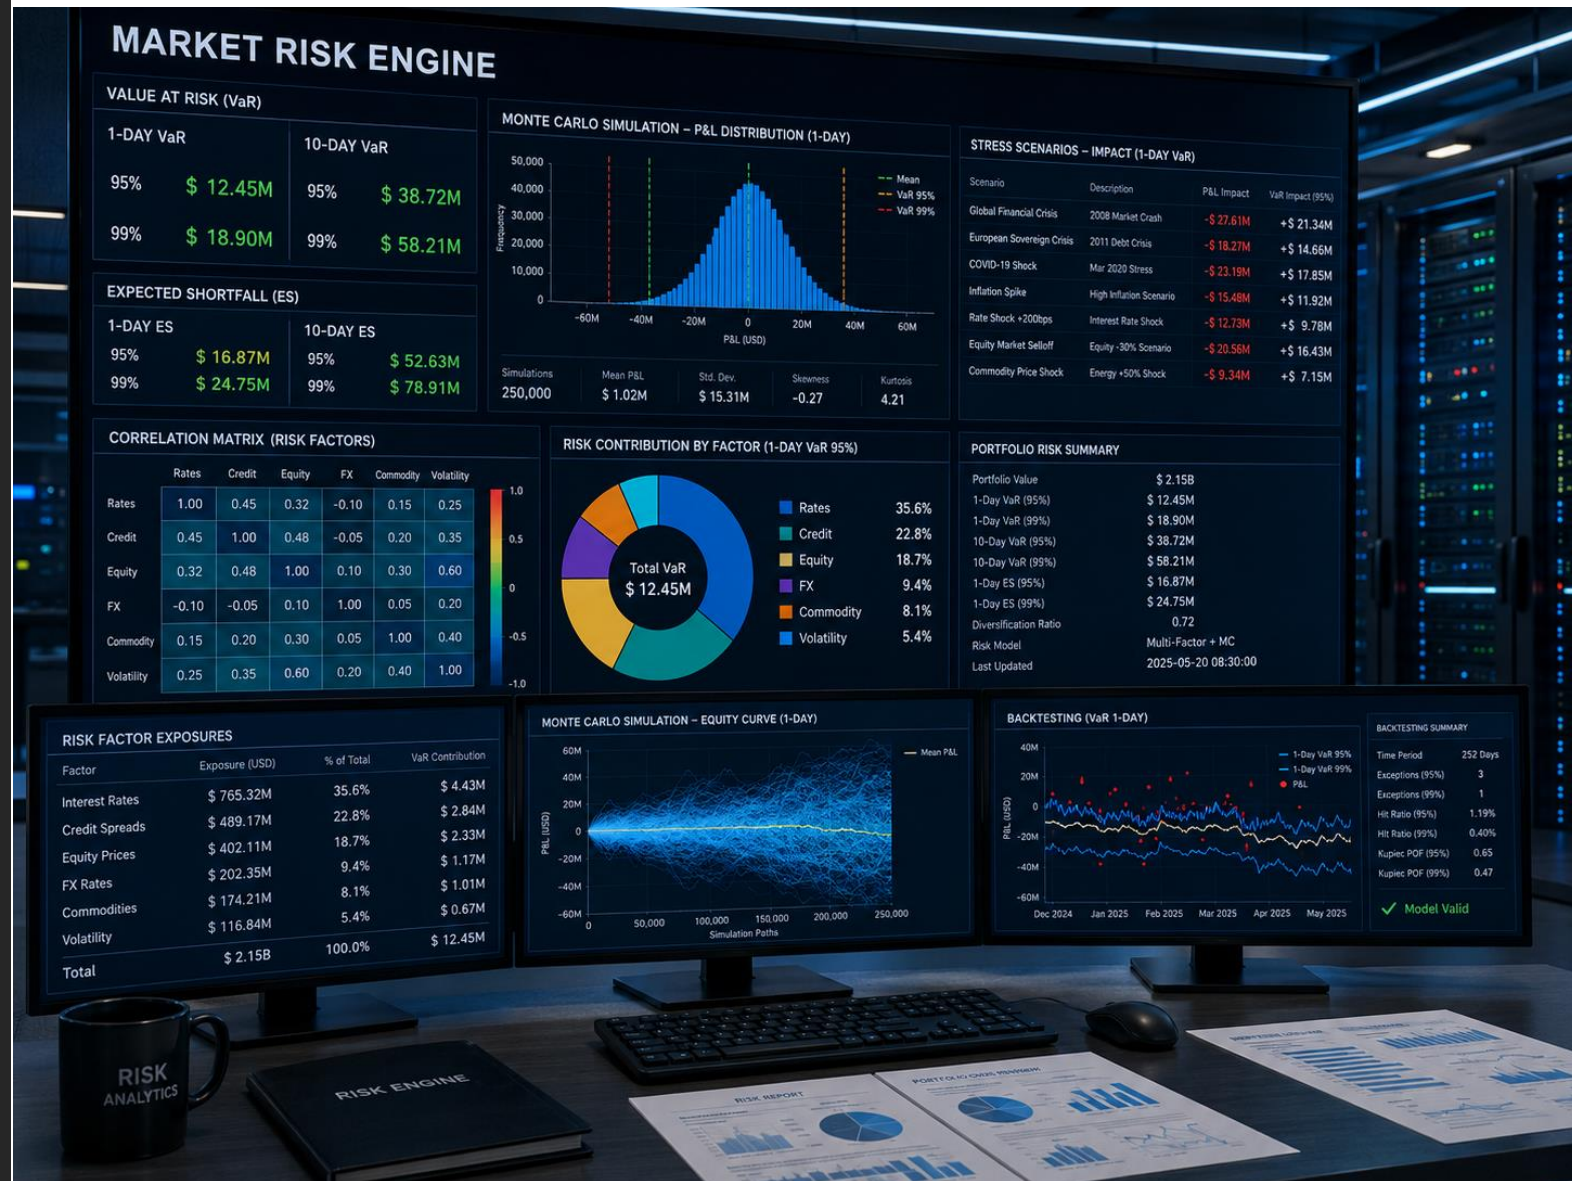 MARKET RISK ENGINE
VALUE AT RISK (VaR)
1-DAY VaR
10-DAY VaR
95% $ 12.45M
95% $ 38.72M
99% $ 18.90M
99% $ 58.21M
EXPECTED SHORTFALL (ES)
1-DAY ES
10-DAY ES
95% $ 16.87M
95% $ 52.63M
99% $ 24.75M
99% $ 78.91M
MONTE CARLO SIMULATION – P&L DISTRIBUTION (1-DAY)
50,000
40,000
30,000
20,000
10,000
0
Frequency
Mean
VaR 95%
VaR 99%
-60M -40M -20M 0 20M 40M 60M
P&L (USD)
Simulations Mean P&L Std. Dev. Skewness Kurtosis
250,000 $ 1.02M $ 15.31M -0.27 4.21
STRESS SCENARIOS – IMPACT (1-DAY VaR)
Scenario Description P&L Impact VaR Impact (95%)
Global Financial Crisis 2008 Market Crash -$ 27.61M +$ 21.34M
European Sovereign Crisis 2011 Debt Crisis -$ 18.27M +$ 14.66M
COVID-19 Shock Mar 2020 Stress -$ 23.19M +$ 17.85M
Inflation Spike High Inflation Scenario -$ 15.48M +$ 11.92M
Rate Shock +200bps Interest Rate Shock -$ 12.73M +$ 9.78M
Equity Market Selloff Equity -30% Scenario -$ 20.56M +$ 16.43M
Commodity Price Shock Energy +50% Shock -$ 9.34M +$ 7.15M
CORRELATION MATRIX (RISK FACTORS)
Rates Credit Equity FX Commodity Volatility
Rates 1.00 0.45 0.32 -0.10 0.15 0.25
Credit 0.45 1.00 0.48 -0.05 0.20 0.35
Equity 0.32 0.48 1.00 0.10 0.30 0.60
FX -0.10 -0.05 0.10 1.00 0.05 0.20
Commodity 0.15 0.20 0.30 0.05 1.00 0.40
Volatility 0.25 0.35 0.60 0.20 0.40 1.00
1.0
0.5
0
-0.5
-1.0
RISK CONTRIBUTION BY FACTOR (1-DAY VaR 95%)
Total VaR
$ 12.45M
Rates 35.6%
Credit 22.8%
Equity 18.7%
FX 9.4%
Commodity 8.1%
Volatility 5.4%
PORTFOLIO RISK SUMMARY
Portfolio Value $ 2.15B
1-Day VaR (95%) $ 12.45M
1-Day VaR (99%) $ 18.90M
10-Day VaR (95%) $ 38.72M
10-Day VaR (99%) $ 58.21M
1-Day ES (95%) $ 16.87M
1-Day ES (99%) $ 24.75M
Diversification Ratio 0.72
Risk Model Multi-Factor + MC
Last Updated 2025-05-20 08:30:00
RISK FACTOR EXPOSURES
Factor Exposure (USD) % of Total VaR Contribution
Interest Rates $ 765.32M 35.6% $ 4.43M
Credit Spreads $ 489.17M 22.8% $ 2.84M
Equity Prices $ 402.11M 18.7% $ 2.33M
FX Rates $ 202.35M 9.4% $ 1.17M
Commodities $ 174.21M 8.1% $ 1.01M
Volatility $ 116.84M 5.4% $ 0.67M
Total $ 2.15B 100.0% $ 12.45M
MONTE CARLO SIMULATION – EQUITY CURVE (1-DAY)
60M
40M
20M
0
-20M
-40M
-60M
P&L (USD)
Mean P&L
0 50,000 100,000 150,000 200,000 250,000
Simulation Paths
BACKTESTING (VaR 1-DAY)
40M
20M
0
-20M
-40M
-60M
P&L (USD)
1-Day VaR 95%
1-Day VaR 99%
P&L
Dec 2024 Jan 2025 Feb 2025 Mar 2025 Apr 2025 May 2025
BACKTESTING SUMMARY
Time Period 252 Days
Exceptions (95%) 3
Exceptions (99%) 1
Hit Ratio (95%) 1.19%
Hit Ratio (99%) 0.40%
Kupiec POF (95%) 0.65
Kupiec POF (99%) 0.47
Model Valid
RISK
ANALYTICS
RISK ENGINE
RISK REPORT